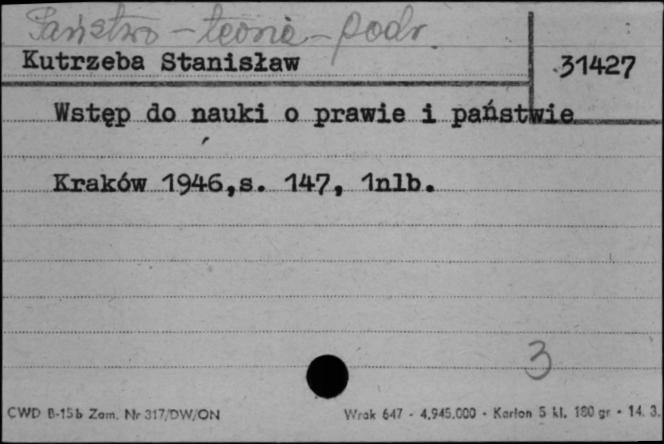 Państwo - teoria - podr.
Kutrzeba Stanisław
31427
Wstęp do nauki o prawie i państwie
Kraków 1946,s. 147, 1nlb.
3
CWD B-15b Zam. Nr 317/DW/ON
Wrak 647 - 4.945.000 - Karton 5 kl. 180 gr - 14. 3.